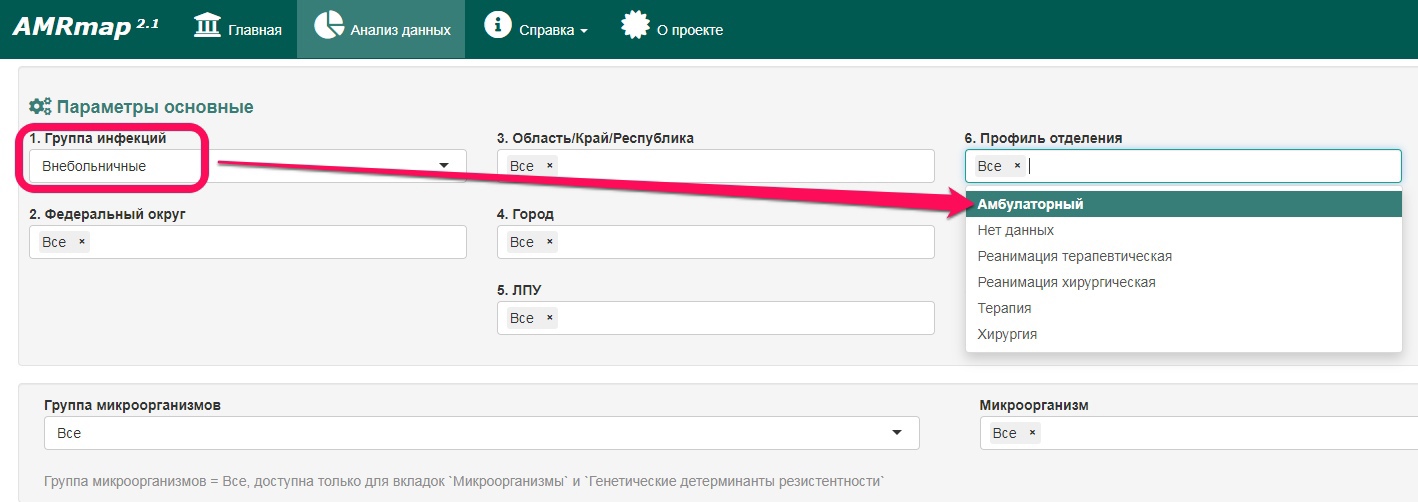 AMRmap 2.1
Главная
Анализ данных
Справка
О проекте
Параметры основные
1. Группа инфекций
Внебольничные
2. Федеральный округ
Все ×
3. Область/Край/Республика
Все ×
4. Город
Все ×
5. ЛПУ
Все ×
6. Профиль отделения
Все ×
Амбулаторный
Нет данных
Реанимация терапевтическая
Реанимация хирургическая
Терапия
Хирургия
Группа микроорганизмов
Все
Микроорганизм
Все ×
Группа микроорганизмов = Все, доступна только для вкладок `Микроорганизмы` и `Генетические детерминанты резистентности`